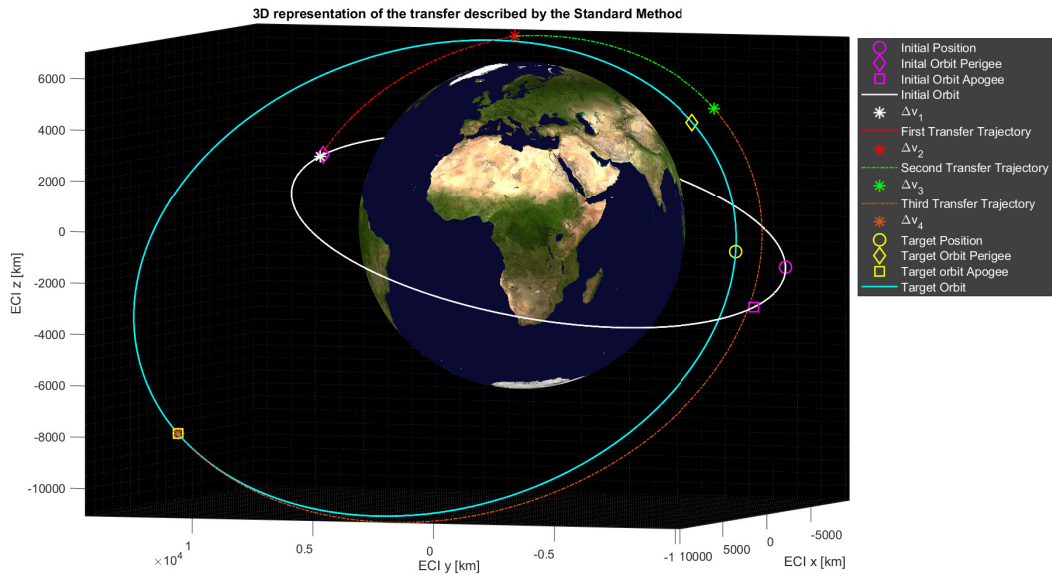 3D representation of the transfer described by the Standard Method
6000
4000
2000
0
-2000
-4000
-6000
-8000
-10000
ECI z [km]
1
0.5
0
-0.5
-1
× 10⁴
ECI y [km]
10000
5000
0
-5000
ECI x [km]
Initial Position
Inital Orbit Perigee
Initial Orbit Apogee
Initial Orbit
Δv₁
First Transfer Trajectory
Δv₂
Second Transfer Trajectory
Δv₃
Third Transfer Trajectory
Δv₄
Target Position
Target Orbit Perigee
Target orbit Apogee
Target Orbit